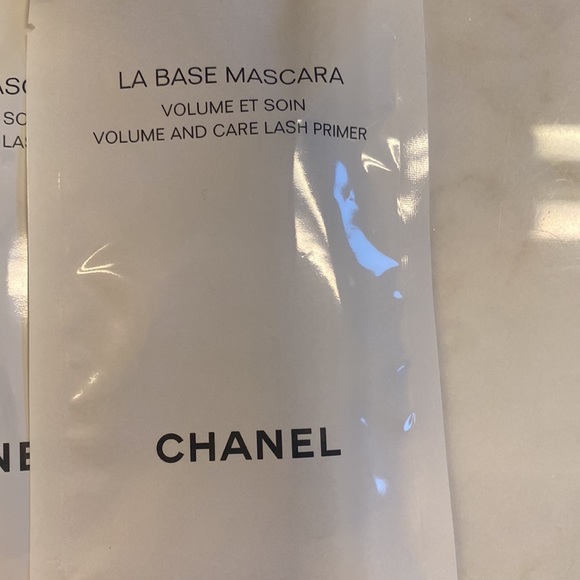 LA BASE MASCARA
VOLUME ET SOIN
VOLUME AND CARE LASH PRIMER
CHANEL